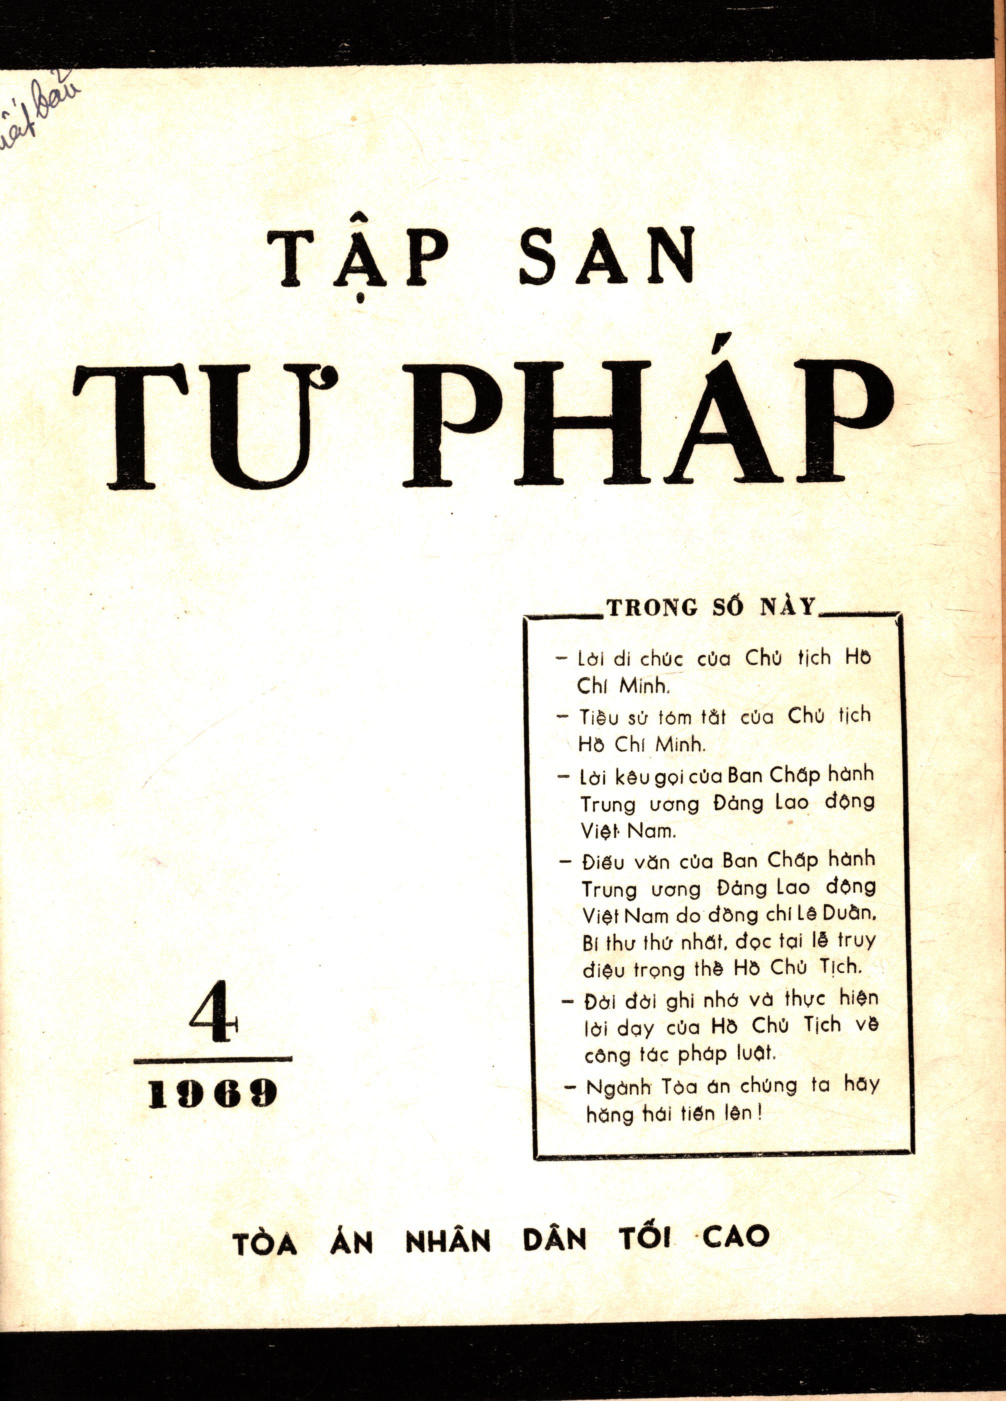 TẬP SAN
TƯ PHÁP
TRONG SỐ NÀY
– Lời di chúc của Chủ tịch Hồ
Chí Minh.
– Tiểu sử tóm tắt của Chủ tịch
Hồ Chí Minh.
– Lời kêu gọi của Ban Chấp hành
Trung ương Đảng Lao động
Việt Nam.
– Điếu văn của Ban Chấp hành
Trung ương Đảng Lao động
Việt Nam do đồng chí Lê Duẩn,
Bí thư thứ nhất, đọc tại lễ truy
điệu trọng thể Hồ Chủ Tịch.
– Đời đời ghi nhớ và thực hiện
lời dạy của Hồ Chủ Tịch về
công tác pháp luật.
– Ngành Tòa án chúng ta hãy
hăng hái tiến lên !
4
1969
TÒA ÁN NHÂN DÂN TỐI CAO